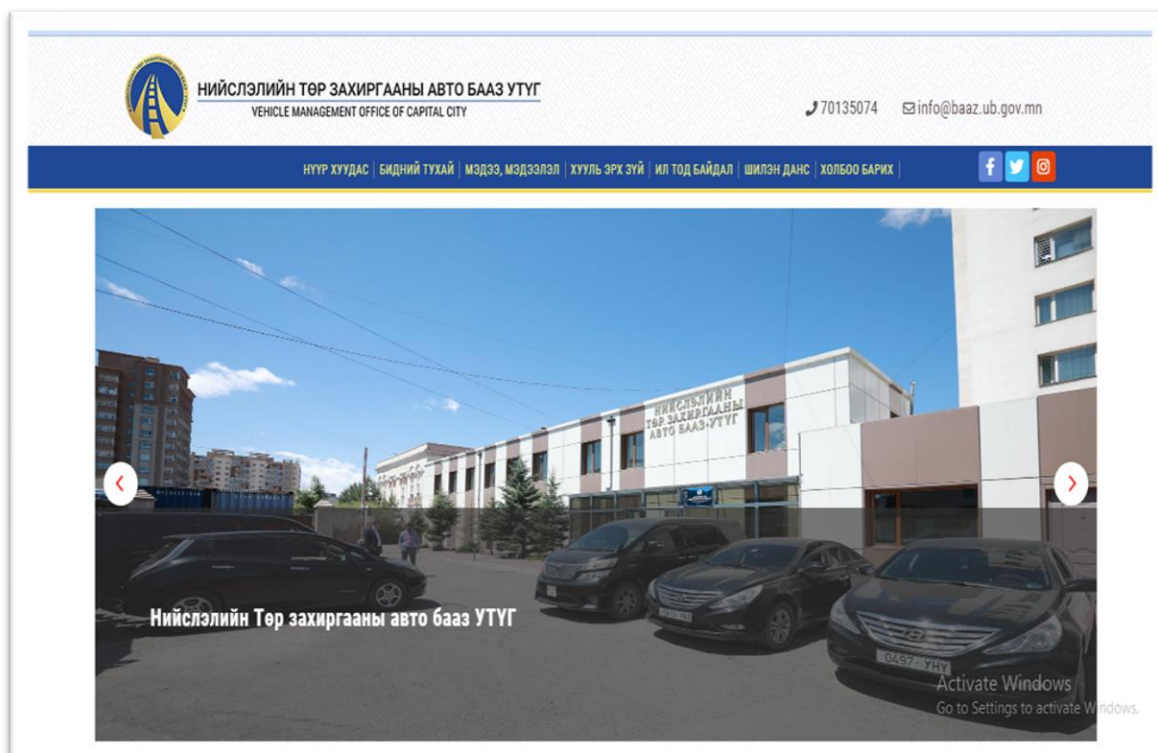 НИЙСЛЭЛИЙН ТӨР ЗАХИРГААНЫ АВТО БААЗ УТҮГ
VEHICLE MANAGEMENT OFFICE OF CAPITAL CITY
70135074 info@baaz.ub.gov.mn
НҮҮР ХУУДАС | БИДНИЙ ТУХАЙ | МЭДЭЭ, МЭДЭЭЛЭЛ | ХУУЛЬ ЭРХ ЗҮЙ | ИЛ ТОД БАЙДАЛ | ШИЛЭН ДАНС | ХОЛБОО БАРИХ |
НИЙСЛЭЛИЙН
ТӨР ЗАХИРГААНЫ
АВТО БААЗ-УТҮГ
Нийслэлийн Төр захиргааны авто бааз УТҮГ
0497-УНУ
Activate Windows
Go to Settings to activate Windows.